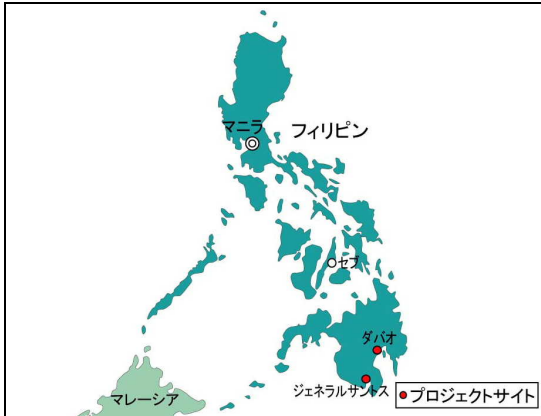 マニラ
フィリピン
セブ
ダバオ
ジェネラルサントス
プロジェクトサイト
マレーシア